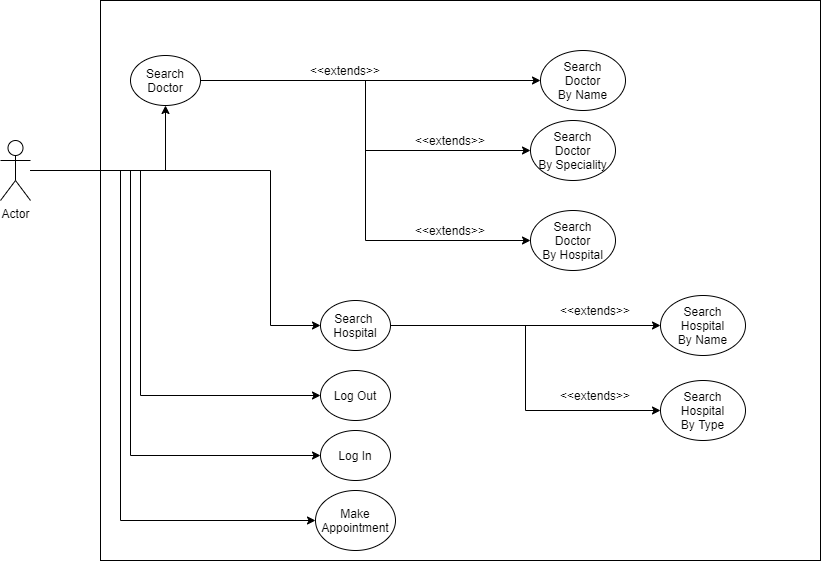 Search
Doctor
<<extends>>
Search
Doctor
By Name
<<extends>>
Search
Doctor
By Speciality
Actor
<<extends>>
Search
Doctor
By Hospital
Search
Hospital
<<extends>>
Search
Hospital
By Name
Log Out
<<extends>>
Search
Hospital
By Type
Log In
Make
Appointment